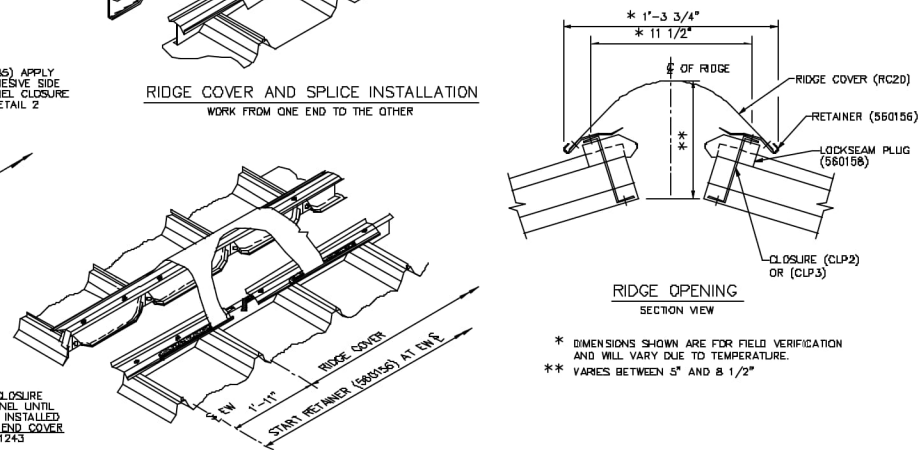 S) APPLY
HESIVE SIDE
EL CLOSURE
ETAIL 2
RIDGE COVER AND SPLICE INSTALLATION
WORK FROM ONE END TO THE OTHER
* 1'-3 3/4"
* 11 1/2"
℄ OF RIDGE
RIDGE COVER (RC20)
RETAINER (560156)
LOCKSEAM PLUG
(560158)
**
CLOSURE (CLP2)
OR (CLP3)
RIDGE OPENING
SECTION VIEW
* DIMENSIONS SHOWN ARE FOR FIELD VERIFICATION
AND WILL VARY DUE TO TEMPERATURE.
** VARIES BETWEEN 5" AND 8 1/2"
RIDGE COVER
1'-11"
℄ EW
START RETAINER (560156) AT EW ℄
CLOSURE
NEL UNTIL
INSTALLED
END COVER
1243